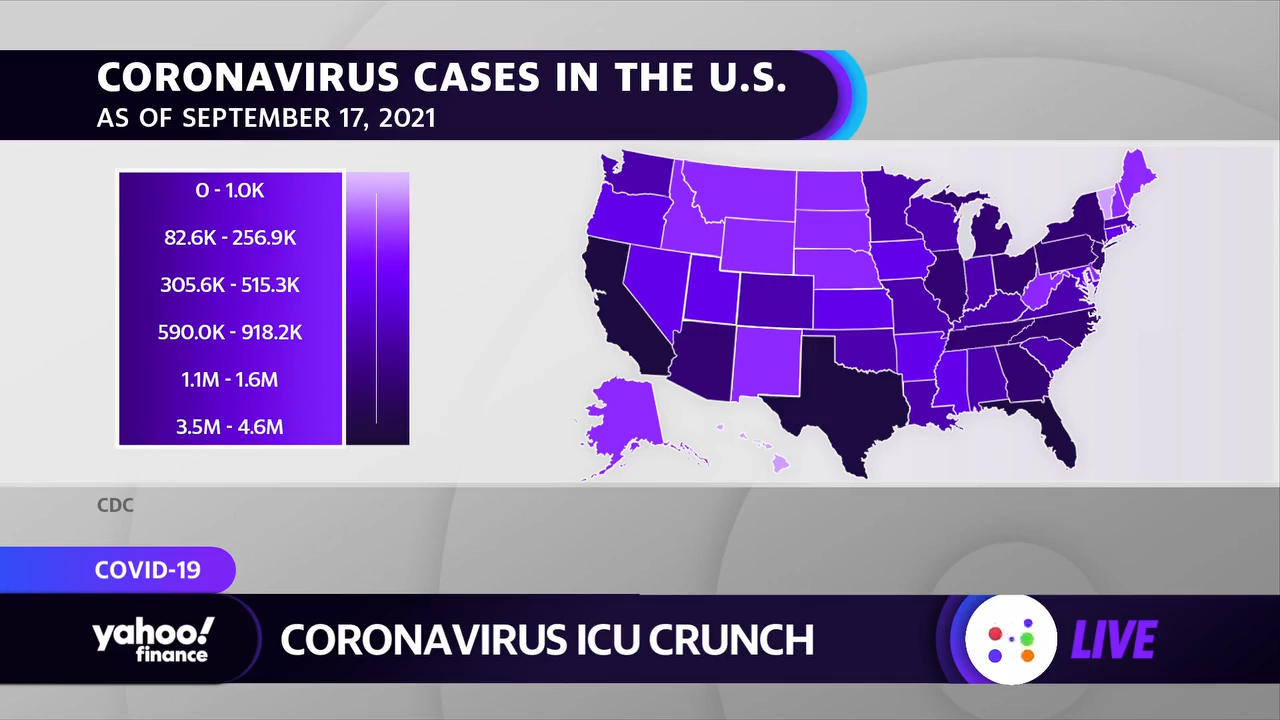 CORONAVIRUS CASES IN THE U.S.
AS OF SEPTEMBER 17, 2021
0 - 1.0K
82.6K - 256.9K
305.6K - 515.3K
590.0K - 918.2K
1.1M - 1.6M
3.5M - 4.6M
CDC
COVID-19
yahoo!
finance
CORONAVIRUS ICU CRUNCH
LIVE